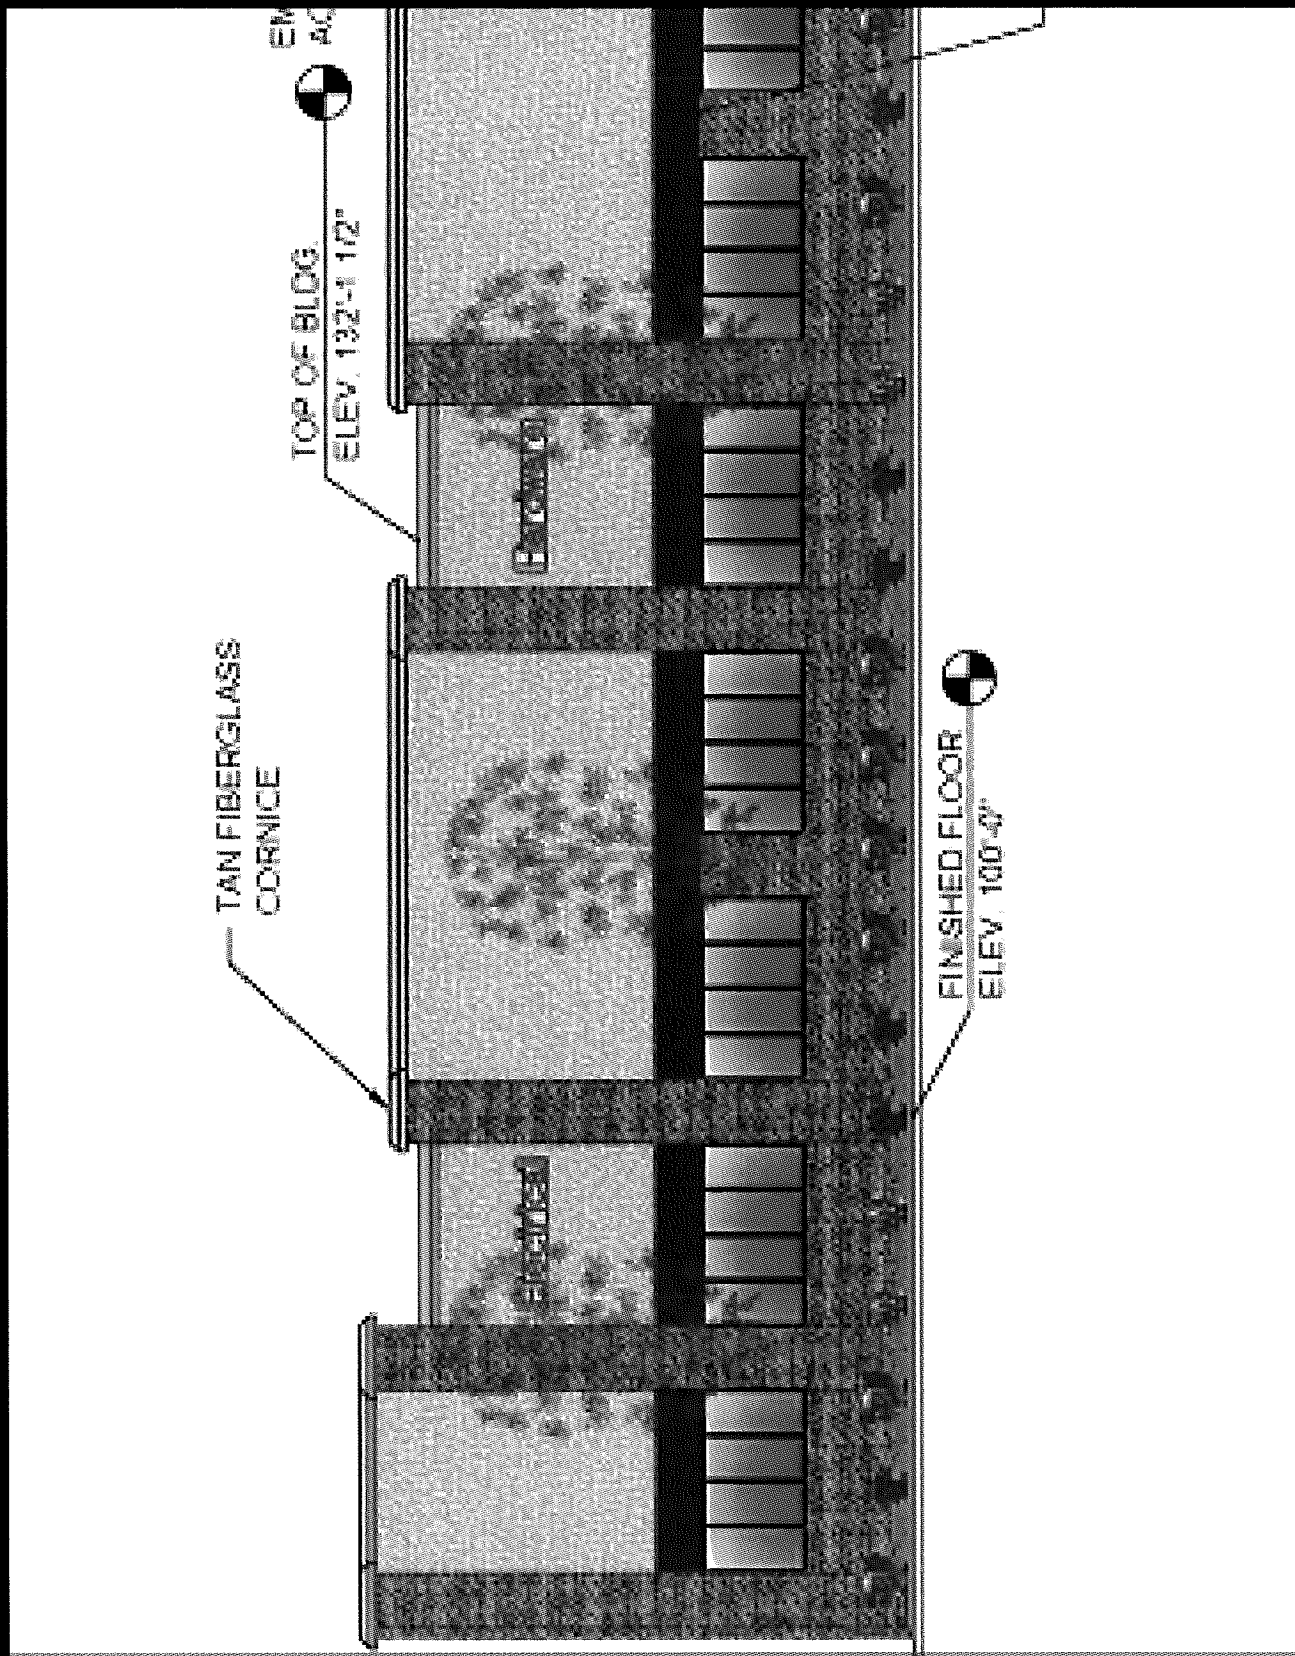 TAN FIBERGLASS
CORNICE
TOP OF BLDG.
ELEV. 132'-1 1/2"
FINISHED FLOOR
ELEV. 100'-0"